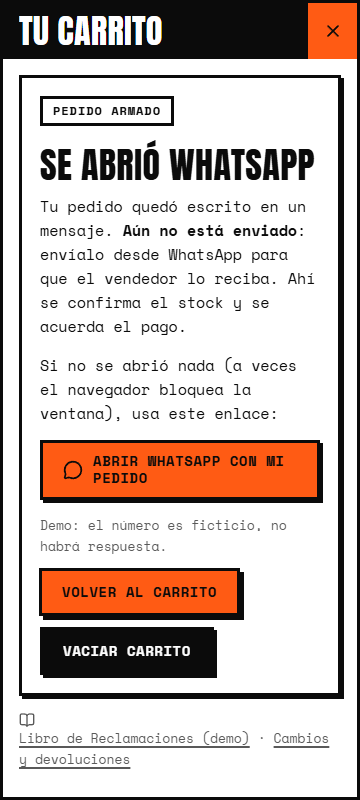 TU CARRITO
PEDIDO ARMADO
SE ABRIÓ WHATSAPP
Tu pedido quedó escrito en un
mensaje. Aún no está enviado:
envíalo desde WhatsApp para
que el vendedor lo reciba. Ahí
se confirma el stock y se
acuerda el pago.
Si no se abrió nada (a veces
el navegador bloquea la
ventana), usa este enlace:
ABRIR WHATSAPP CON MI
PEDIDO
Demo: el número es ficticio, no
habrá respuesta.
VOLVER AL CARRITO
VACIAR CARRITO
Libro de Reclamaciones (demo) · Cambios
y devoluciones